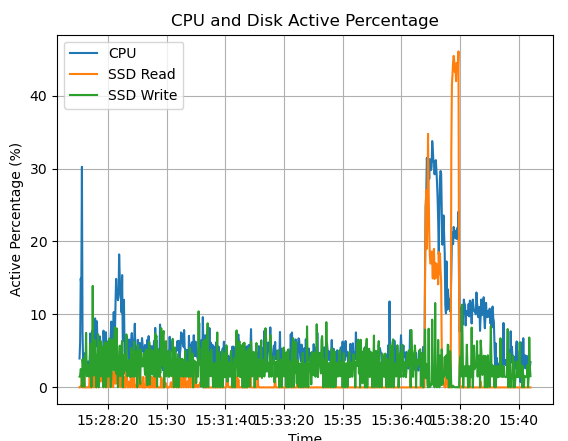 CPU and Disk Active Percentage
CPU
SSD Read
SSD Write
Active Percentage (%)
40
30
20
10
0
15:28:20 15:30 15:31:40 15:33:20 15:35 15:36:40 15:38:20 15:40
Time